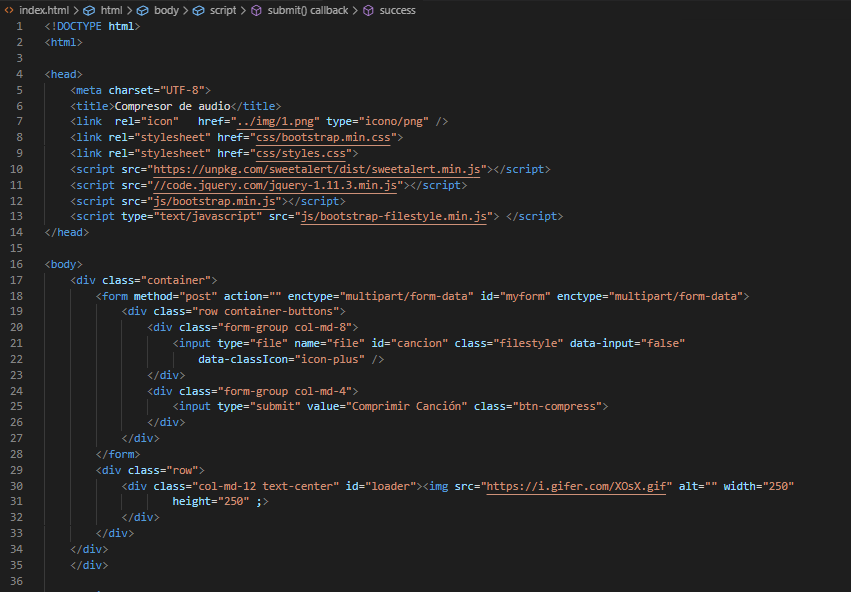 index.html > html > body > script > submit() callback > success
1 <!DOCTYPE html>
2 <html>
3
4 <head>
5 <meta charset="UTF-8">
6 <title>Compresor de audio</title>
7 <link  rel="icon"   href="../img/1.png" type="icono/png" />
8 <link rel="stylesheet" href="css/bootstrap.min.css">
9 <link rel="stylesheet" href="css/styles.css">
10 <script src="https://unpkg.com/sweetalert/dist/sweetalert.min.js"></script>
11 <script src="//code.jquery.com/jquery-1.11.3.min.js"></script>
12 <script src="js/bootstrap.min.js"></script>
13 <script type="text/javascript" src="js/bootstrap-filestyle.min.js"> </script>
14 </head>
15
16 <body>
17 <div class="container">
18 <form method="post" action="" enctype="multipart/form-data" id="myform" enctype="multipart/form-data">
19 <div class="row container-buttons">
20 <div class="form-group col-md-8">
21 <input type="file" name="file" id="cancion" class="filestyle" data-input="false"
22 data-classIcon="icon-plus" />
23 </div>
24 <div class="form-group col-md-4">
25 <input type="submit" value="Comprimir Canción" class="btn-compress">
26 </div>
27 </div>
28 </form>
29 <div class="row">
30 <div class="col-md-12 text-center" id="loader"><img src="https://i.gifer.com/XOsX.gif" alt="" width="250"
31 height="250" ;>
32 </div>
33 </div>
34 </div>
35 </div>
36